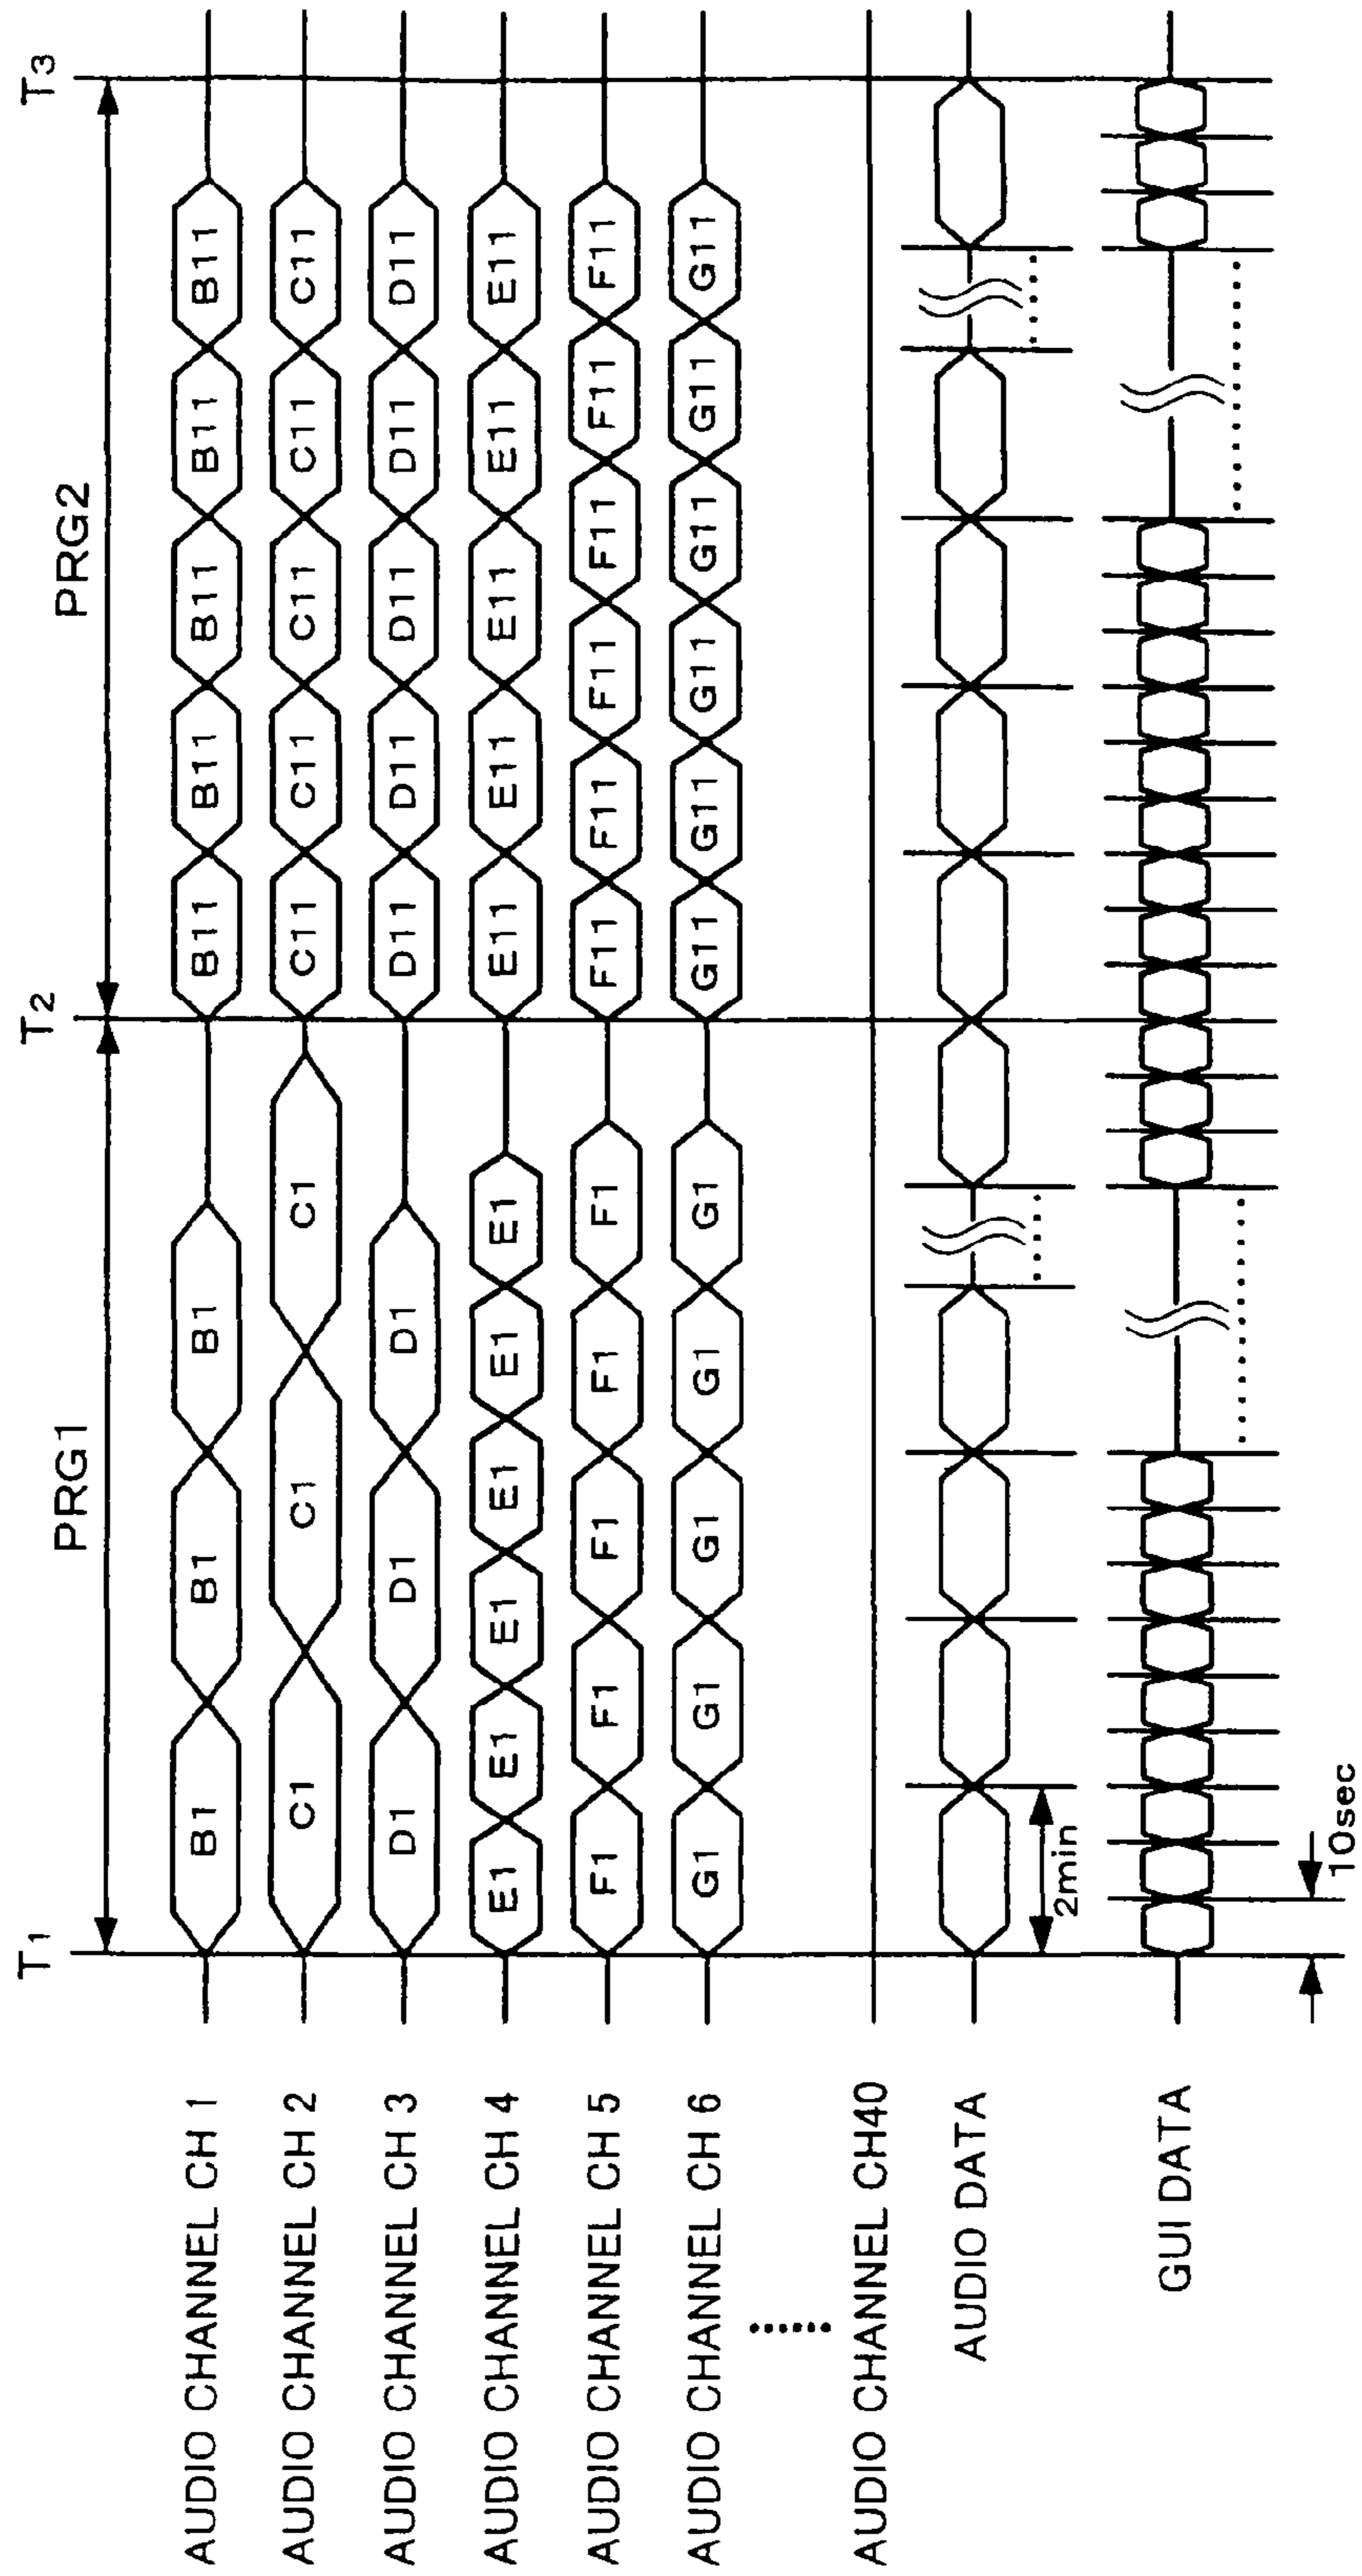 T1 T2 T3
PRG1 PRG2
AUDIO CHANNEL CH 1 B1 B1 B1 B11 B11 B11 B11 B11
AUDIO CHANNEL CH 2 C1 C1 C1 C11 C11 C11 C11 C11
AUDIO CHANNEL CH 3 D1 D1 D1 D11 D11 D11 D11 D11
AUDIO CHANNEL CH 4 E1 E1 E1 E1 E1 E1 E11 E11 E11 E11 E11
AUDIO CHANNEL CH 5 F1 F1 F1 F1 F1 F11 F11 F11 F11 F11 F11
AUDIO CHANNEL CH 6 G1 G1 G1 G1 G1 G11 G11 G11 G11 G11 G11
AUDIO CHANNEL CH40
AUDIO DATA
2min
GUI DATA
10sec